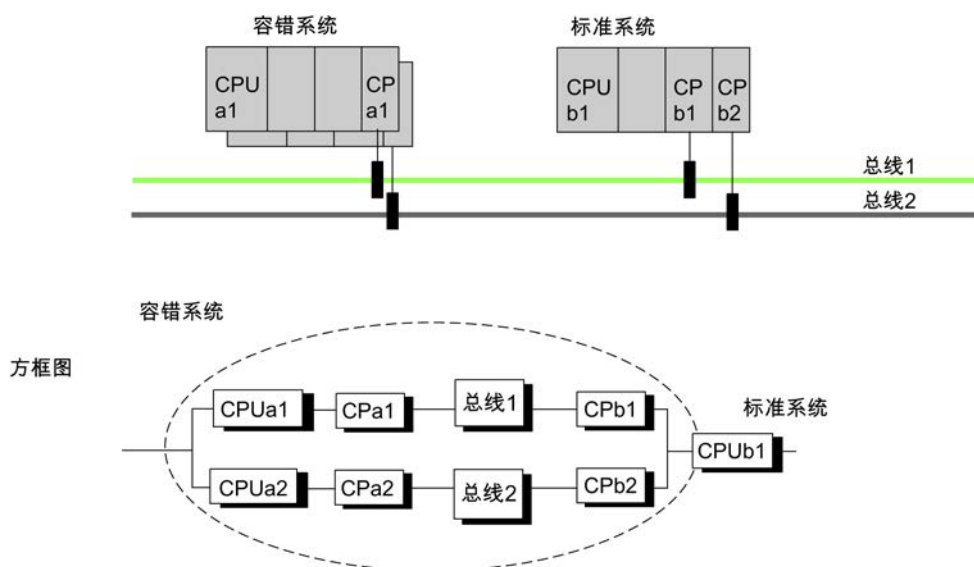 容错系统
标准系统
CPU
a1
CP
a1
CPU
b1
CP
b1
CP
b2
总线1
总线2
容错系统
方框图
标准系统
CPUa1
CPa1
总线1
CPb1
CPUb1
CPUa2
CPa2
总线2
CPb2